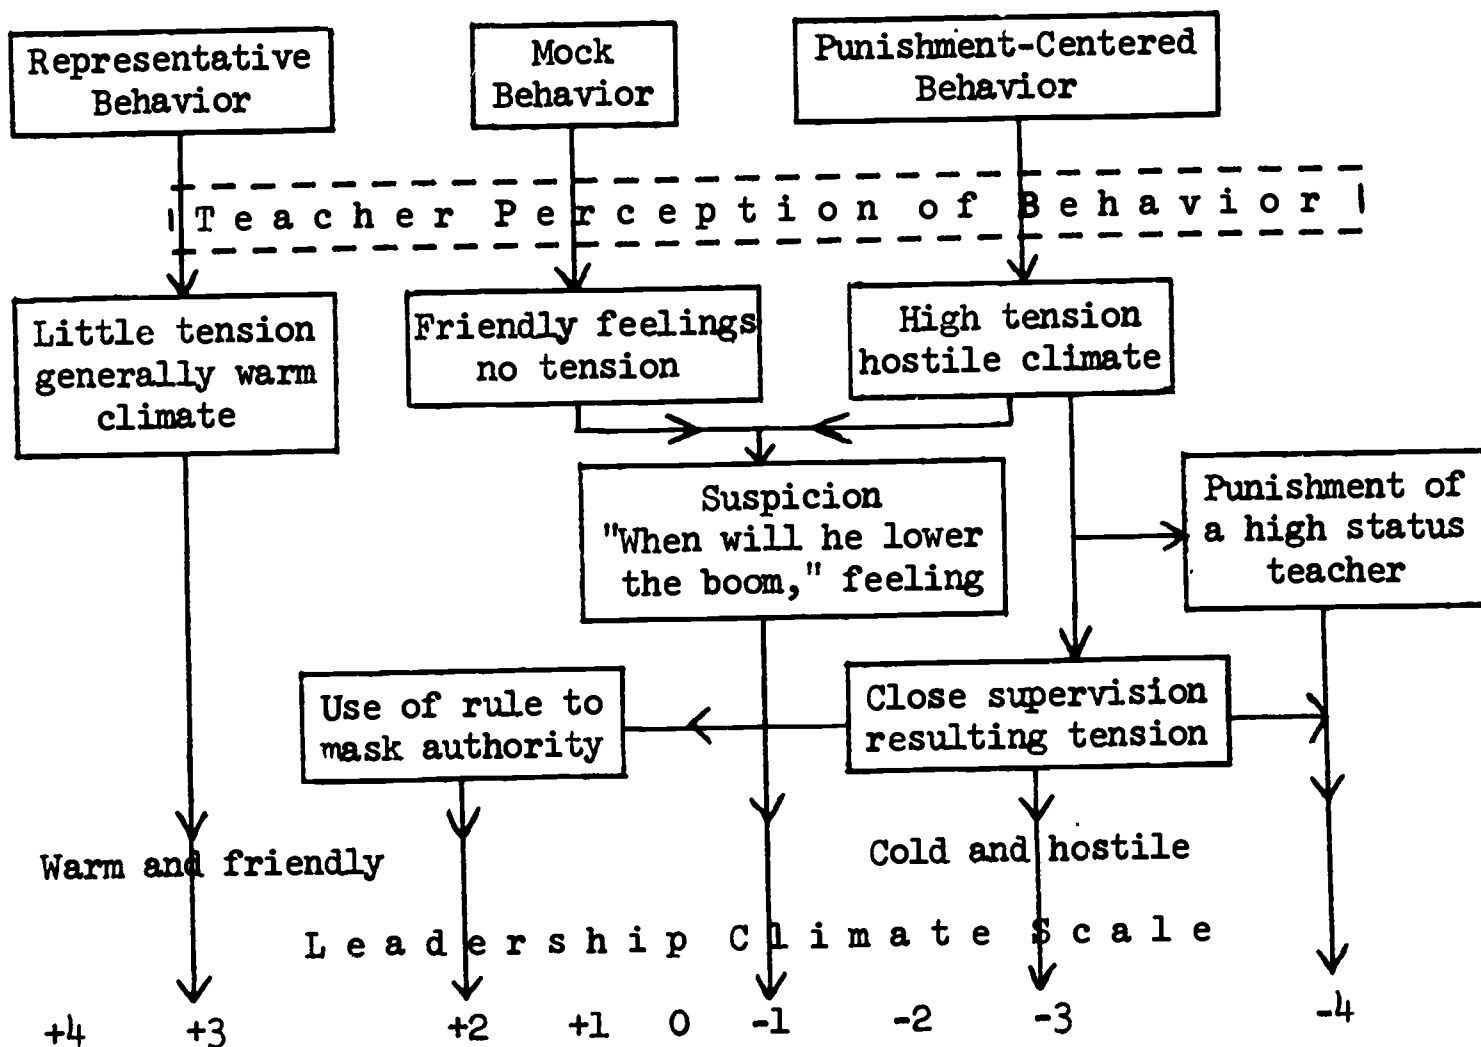 Representative
Behavior
Mock
Behavior
Punishment-Centered
Behavior
Teacher Perception of Behavior
Little tension
generally warm
climate
Friendly feelings
no tension
High tension
hostile climate
Suspicion
"When will he lower
the boom," feeling
Punishment of
a high status
teacher
Use of rule to
mask authority
Close supervision
resulting tension
Warm and friendly
Cold and hostile
Leadership Climate Scale
+4 +3 +2 +1 0 -1 -2 -3 -4